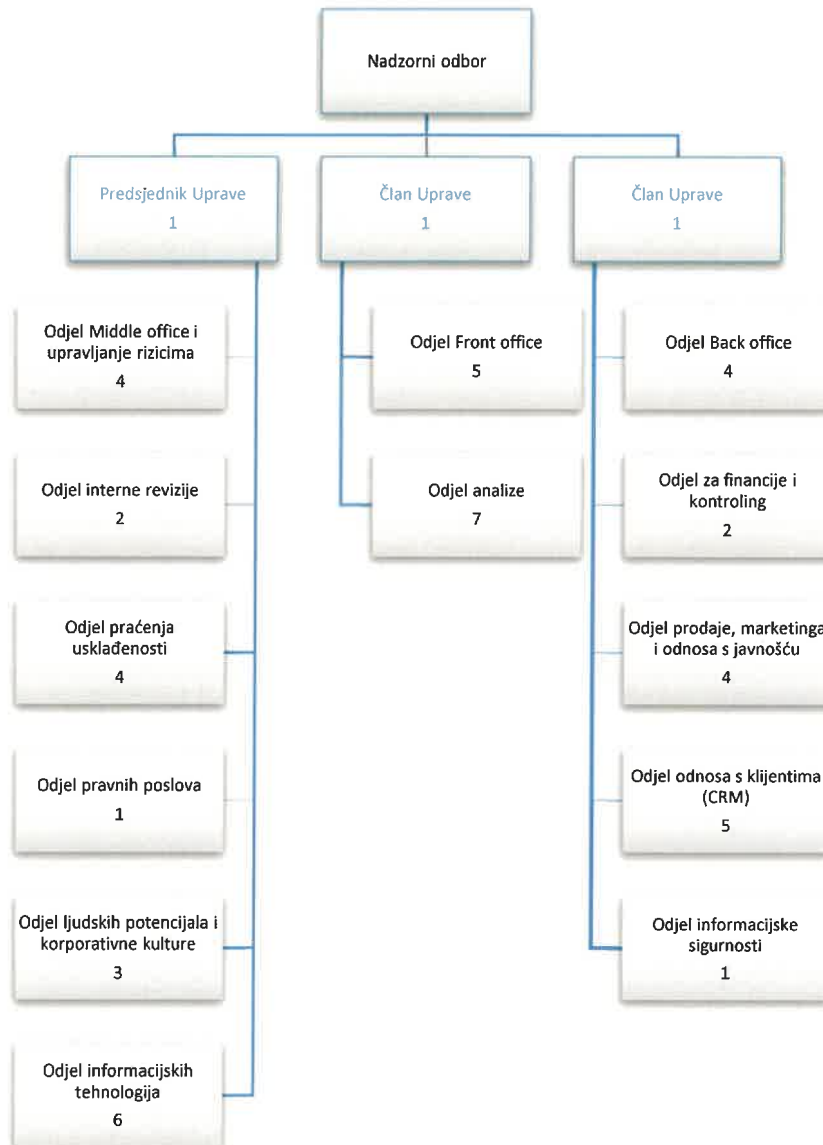 Nadzorni odbor
Predsjednik Uprave
1
Član Uprave
1
Član Uprave
1
Odjel Middle office i
upravljanje rizicima
4
Odjel interne revizije
2
Odjel praćenja
usklađenosti
4
Odjel pravnih poslova
1
Odjel ljudskih potencijala i
korporativne kulture
3
Odjel informacijskih
tehnologija
6
Odjel Front office
5
Odjel analize
7
Odjel Back office
4
Odjel za financije i
kontroling
2
Odjel prodaje, marketinga
i odnosa s javnošću
4
Odjel odnosa s klijentima
(CRM)
5
Odjel informacijske
sigurnosti
1